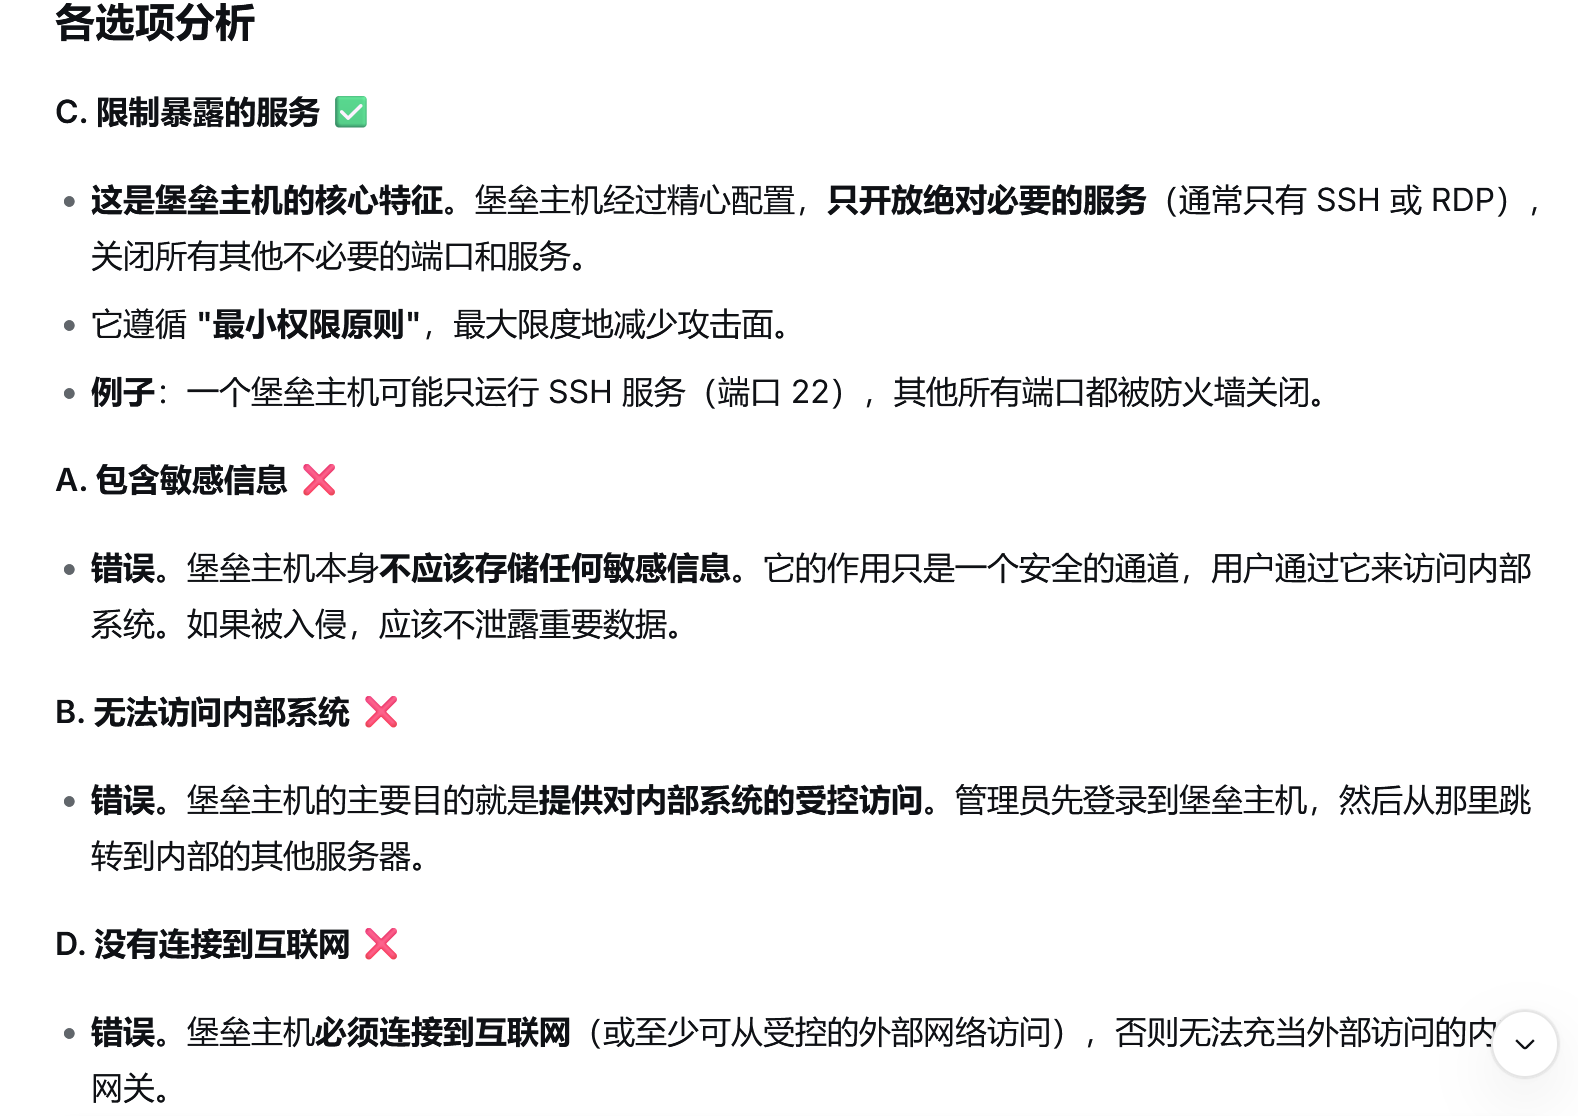 各选项分析
C. 限制暴露的服务 ✅
• 这是堡垒主机的核心特征。堡垒主机经过精心配置，只开放绝对必要的服务（通常只有 SSH 或 RDP），
关闭所有其他不必要的端口和服务。
• 它遵循 "最小权限原则"，最大限度地减少攻击面。
• 例子：一个堡垒主机可能只运行 SSH 服务（端口 22），其他所有端口都被防火墙关闭。
A. 包含敏感信息 ❌
• 错误。堡垒主机本身不应该存储任何敏感信息。它的作用只是一个安全的通道，用户通过它来访问内部
系统。如果被入侵，应该不泄露重要数据。
B. 无法访问内部系统 ❌
• 错误。堡垒主机的主要目的就是提供对内部系统的受控访问。管理员先登录到堡垒主机，然后从那里跳
转到内部的其他服务器。
D. 没有连接到互联网 ❌
• 错误。堡垒主机必须连接到互联网（或至少可从受控的外部网络访问），否则无法充当外部访问的内
网关。